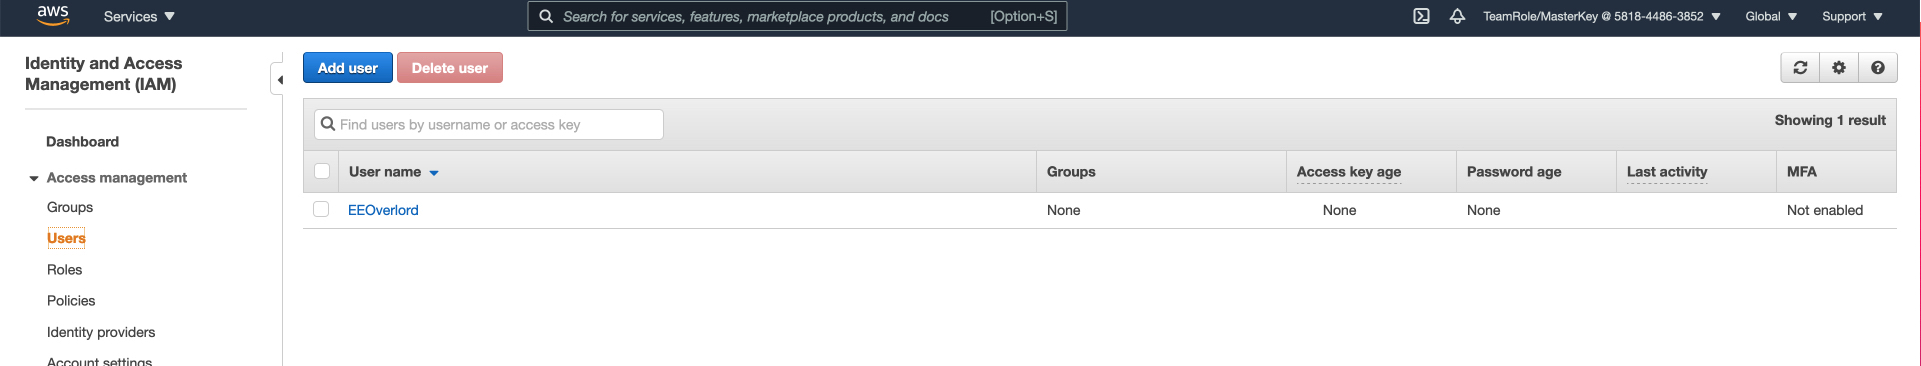 aws
Services
Search for services, features, marketplace products, and docs [Option+S]
TeamRole/MasterKey @ 5818-4486-3852
Global
Support
Identity and Access
Management (IAM)
Dashboard
Access management
Groups
Users
Roles
Policies
Identity providers
Account settings
Add user
Delete user
Find users by username or access key
Showing 1 result
User name Groups Access key age Password age Last activity MFA
EEOverlord None None None Not enabled